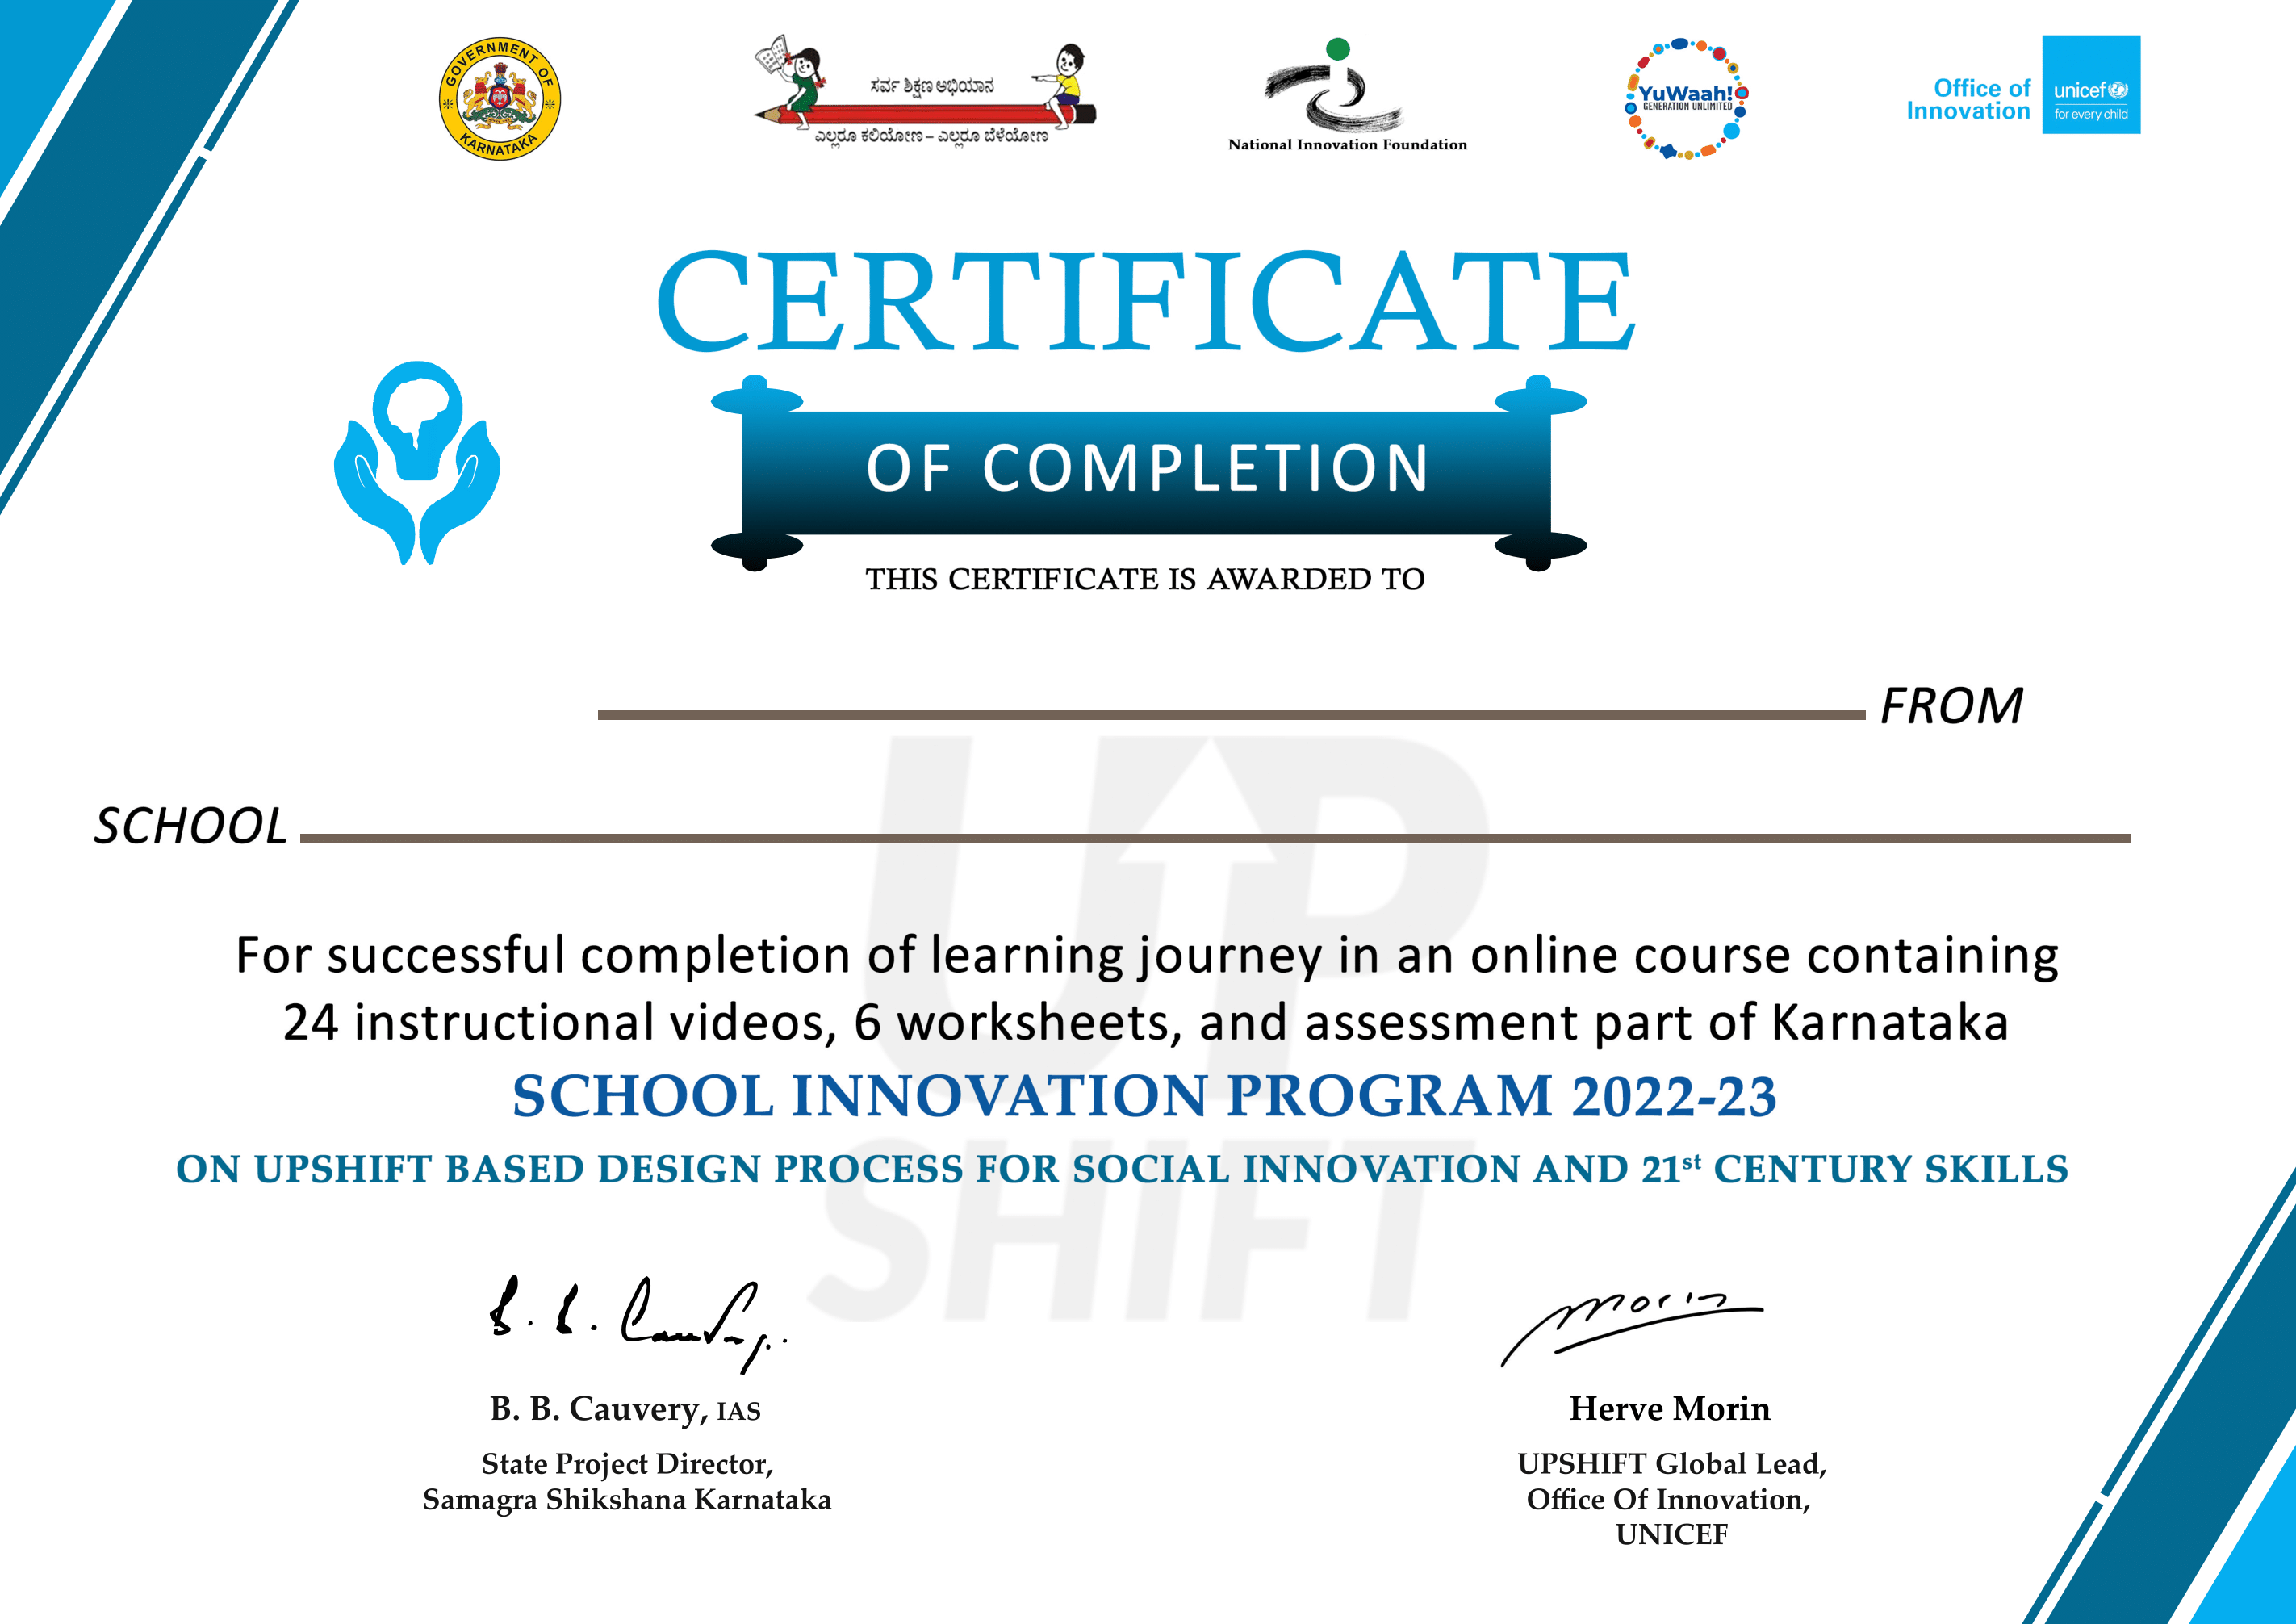 GOVERNMENT OF
KARNATAKA
ಸರ್ವ ಶಿಕ್ಷಣ ಅಭಿಯಾನ
ಎಲ್ಲರೂ ಕಲಿಯೋಣ – ಎಲ್ಲರೂ ಬೆಳೆಯೋಣ
National Innovation Foundation
YuWaah!
GENERATION UNLIMITED
Office of
Innovation
unicef
for every child
CERTIFICATE
OF COMPLETION
THIS CERTIFICATE IS AWARDED TO
FROM
SCHOOL
UP
SHIFT
For successful completion of learning journey in an online course containing
24 instructional videos, 6 worksheets, and assessment part of Karnataka
SCHOOL INNOVATION PROGRAM 2022-23
ON UPSHIFT BASED DESIGN PROCESS FOR SOCIAL INNOVATION AND 21st CENTURY SKILLS
B. B. Cauvery
Morin
B. B. Cauvery, IAS
State Project Director,
Samagra Shikshana Karnataka
Herve Morin
UPSHIFT Global Lead,
Office Of Innovation,
UNICEF